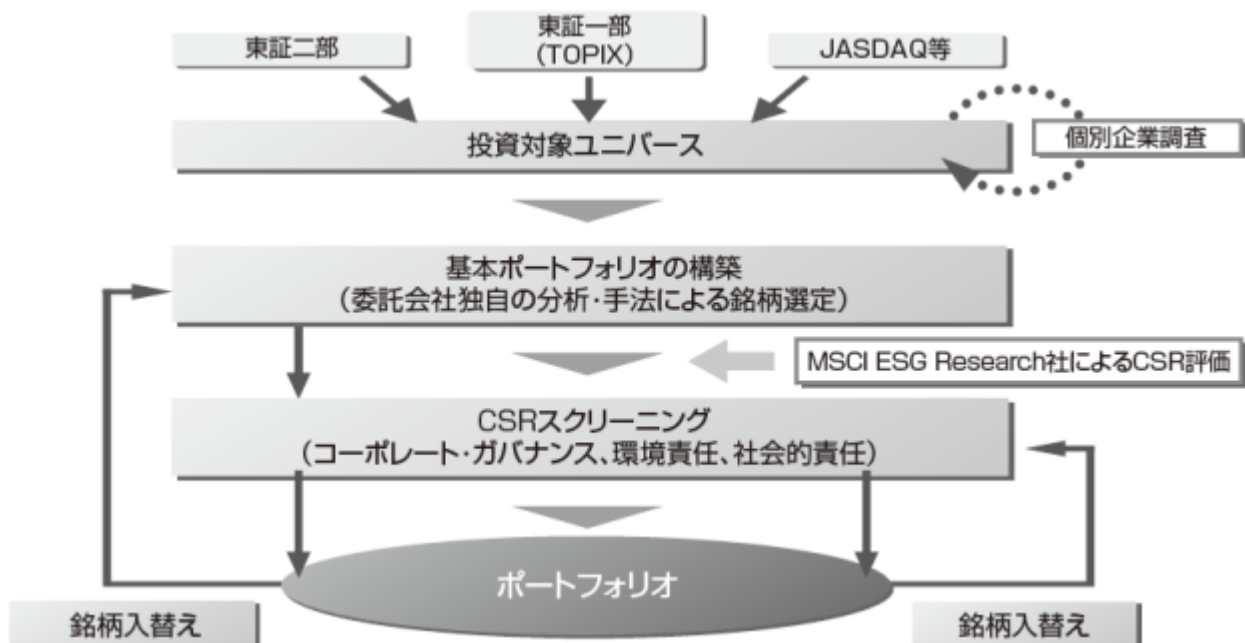 東証二部
東証一部
(TOPIX)
JASDAQ等
投資対象ユニバース
個別企業調査
基本ポートフォリオの構築
(委託会社独自の分析・手法による銘柄選定)
MSCI ESG Research社によるCSR評価
CSRスクリーニング
(コーポレート・ガバナンス、環境責任、社会的責任)
ポートフォリオ
銘柄入替え
銘柄入替え